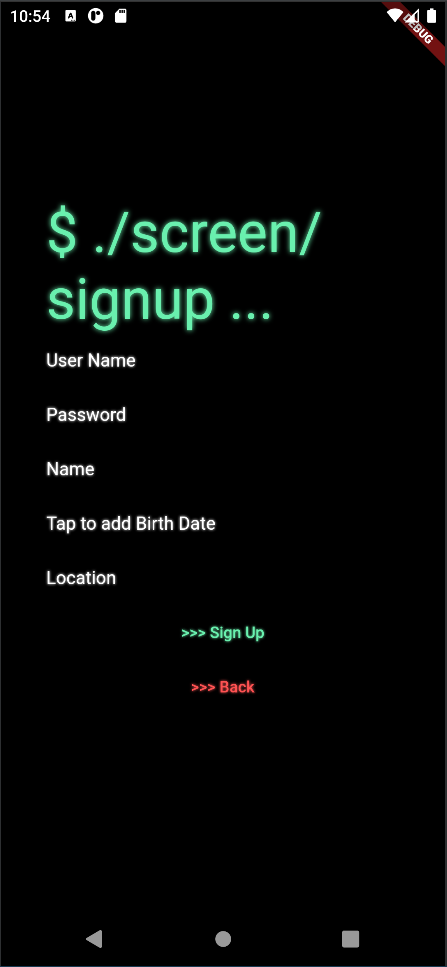 10:54
DEBUG
$ ./screen/
signup ...
User Name
Password
Name
Tap to add Birth Date
Location
>>> Sign Up
>>> Back